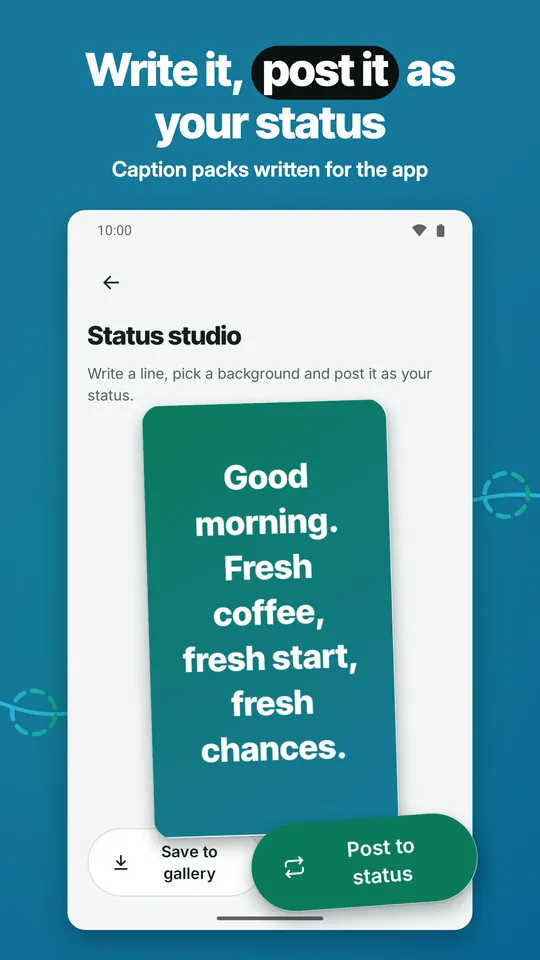 Write it, post it as
your status
Caption packs written for the app
10:00
Status studio
Write a line, pick a background and post it as your
status.
Good
morning.
Fresh
coffee,
fresh start,
fresh
chances.
Save to
gallery
Post to
status